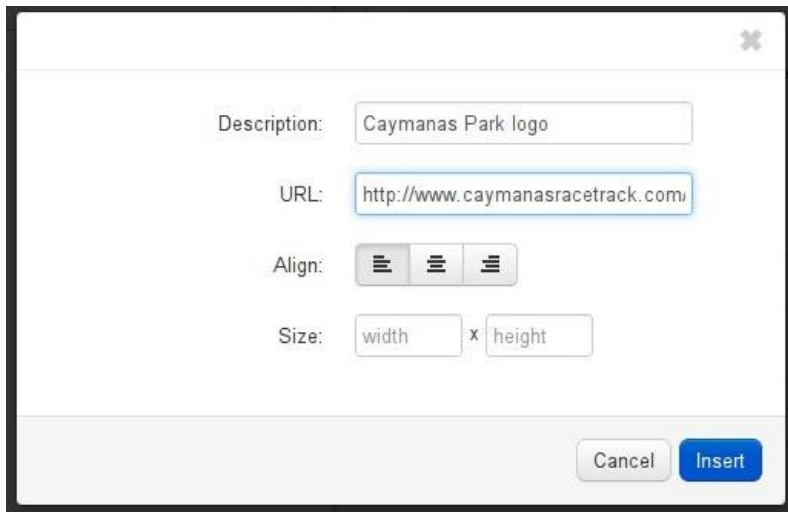 Description: Caymanas Park logo
URL: http://www.caymanasracetrack.com/
Align:
Size: width x height
Cancel Insert